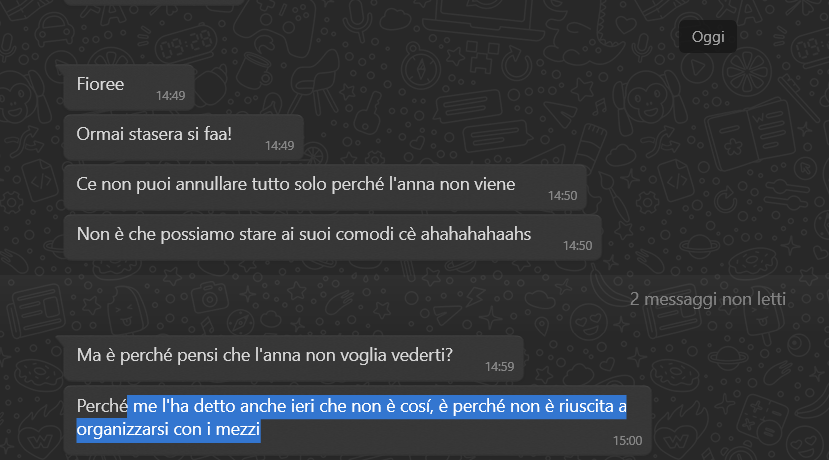 Oggi
Fioree
14:49
Ormai stasera si faa!
14:49
Ce non puoi annullare tutto solo perché l'anna non viene
14:50
Non è che possiamo stare ai suoi comodi cè ahahahahaahs
14:50
2 messaggi non letti
Ma è perché pensi che l'anna non voglia vederti?
14:59
Perché me l'ha detto anche ieri che non è cosí, è perché non è riuscita a
organizzarsi con i mezzi
15:00